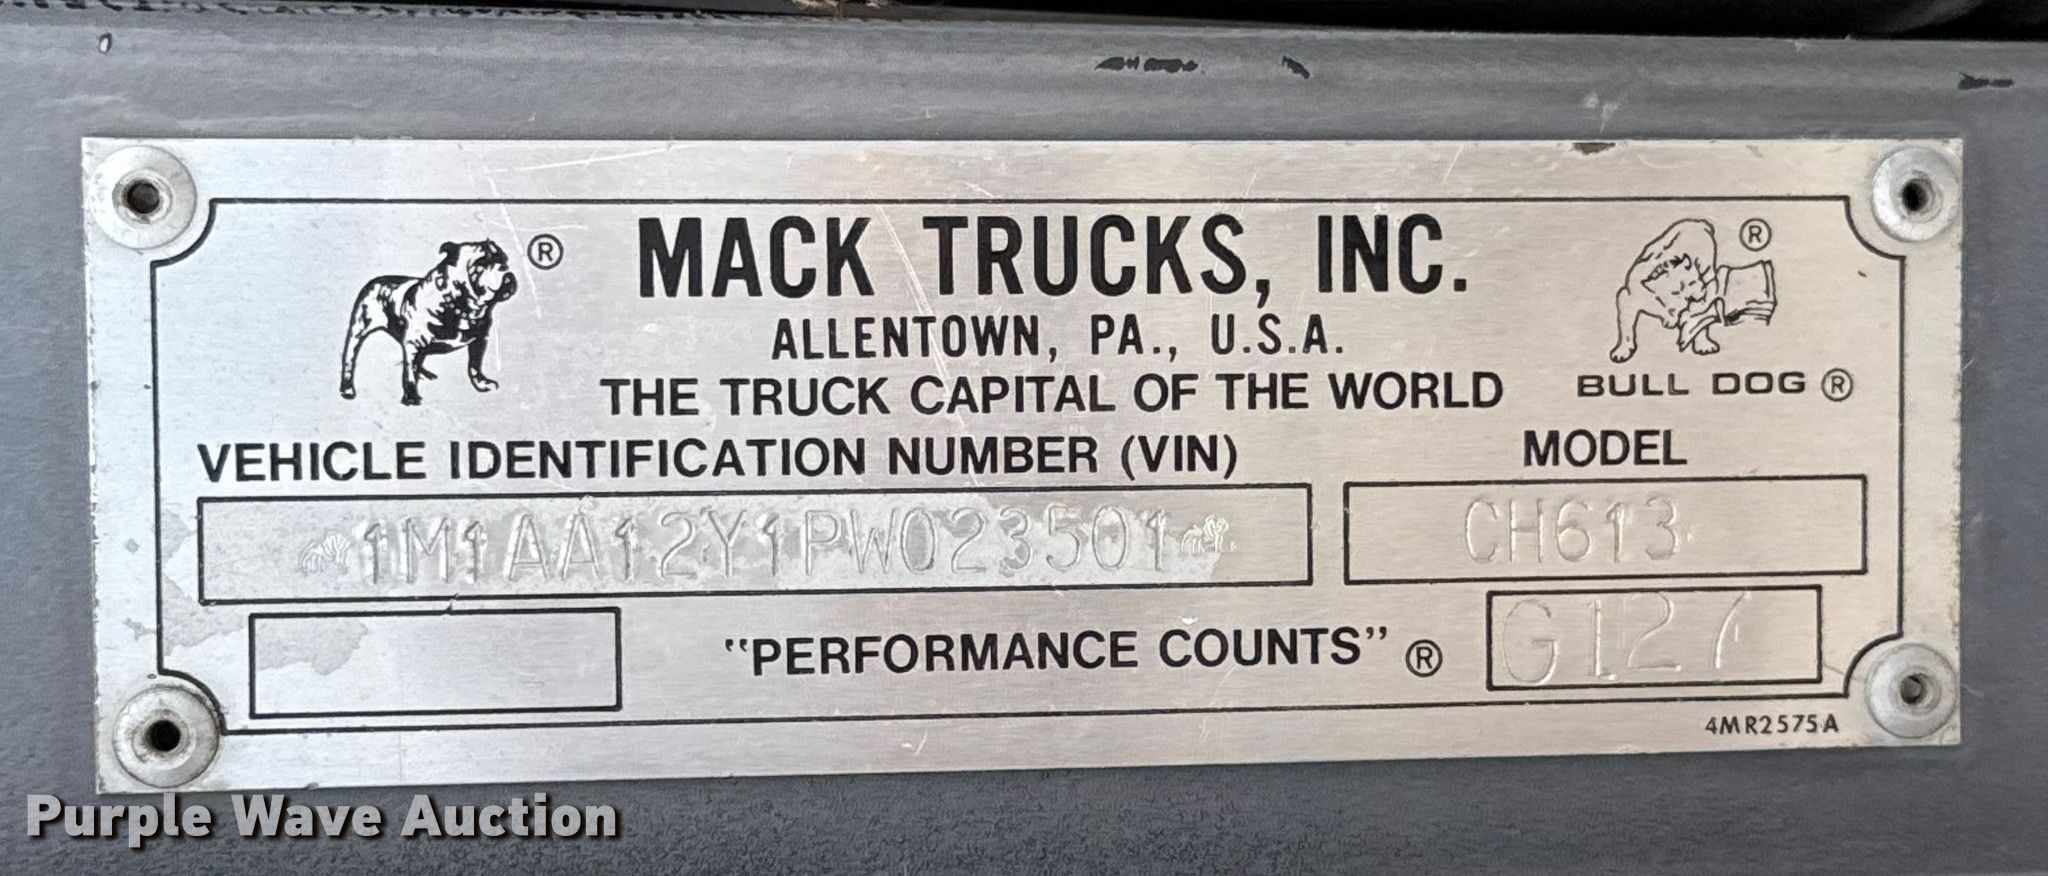 ® MACK TRUCKS, INC. ®
ALLENTOWN, PA., U.S.A.
THE TRUCK CAPITAL OF THE WORLD
BULL DOG ®
VEHICLE IDENTIFICATION NUMBER (VIN)
MODEL
1M1AA12Y1PW023501
CH613
"PERFORMANCE COUNTS" ®
G127
4MR2575A
Purple Wave Auction